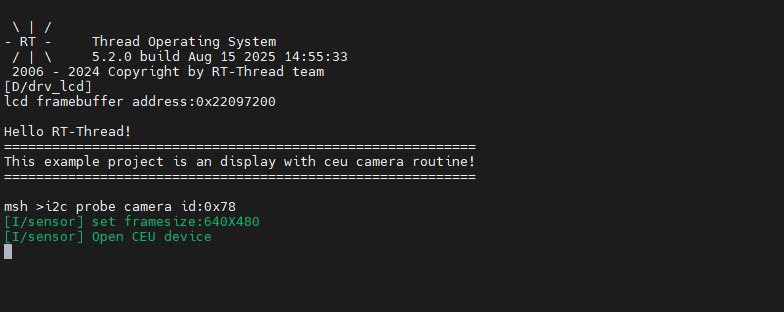 \ | /
- RT -     Thread Operating System
 / | \     5.2.0 build Aug 15 2025 14:55:33
 2006 - 2024 Copyright by RT-Thread team
[D/drv_lcd]
lcd framebuffer address:0x22097200
Hello RT-Thread!
===========================================================
This example project is an display with ceu camera routine!
===========================================================
msh >i2c probe camera id:0x78
[I/sensor] set framesize:640X480
[I/sensor] Open CEU device